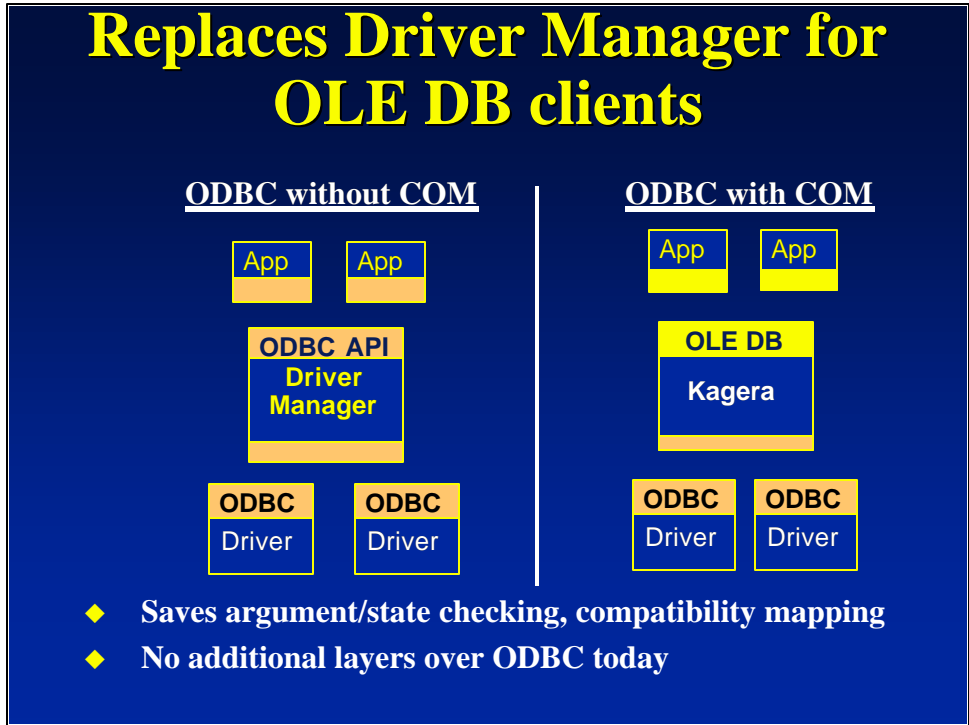 Replaces Driver Manager for
OLE DB clients
ODBC without COM
App
App
ODBC API
Driver
Manager
ODBC
Driver
ODBC
Driver
ODBC with COM
App
App
OLE DB
Kagera
ODBC
Driver
ODBC
Driver
Saves argument/state checking, compatibility mapping
No additional layers over ODBC today